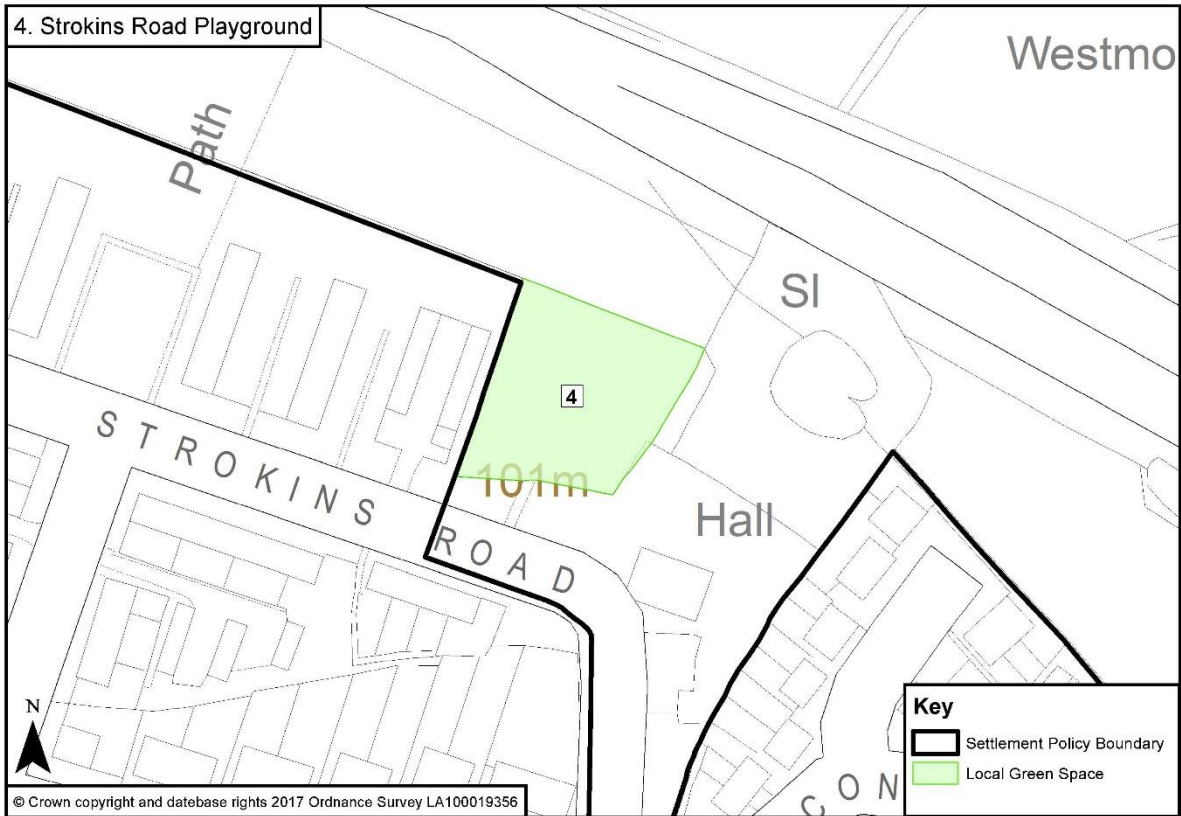 4. Strokins Road Playground
Westmo
Path
Sl
4
STROKINS ROAD
101m
Hall
N
Key
Settlement Policy Boundary
Local Green Space
CON
© Crown copyright and datebase rights 2017 Ordnance Survey LA100019356